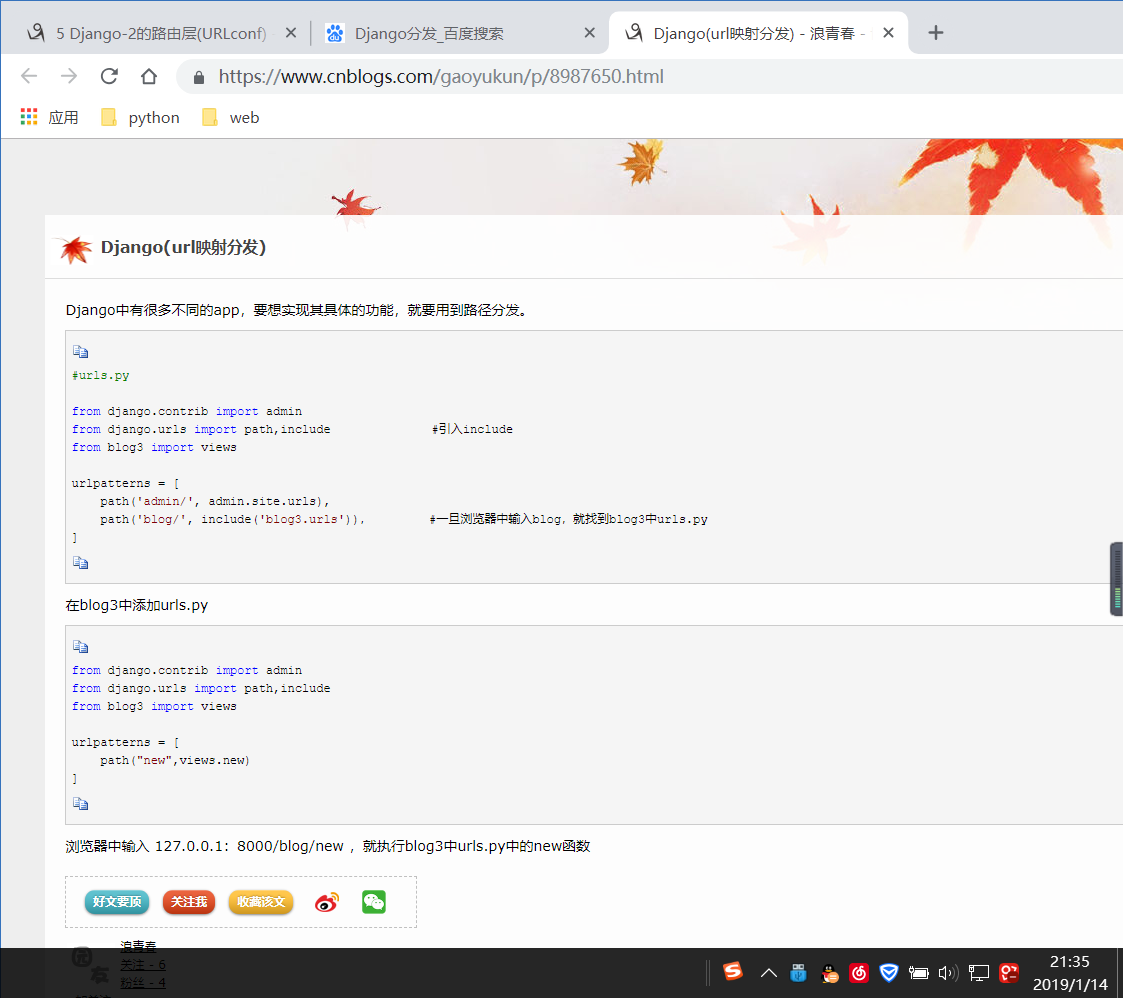 5 Django-2的路由层(URLconf)
Django分发_百度搜索
Django(url映射分发) - 浪青春 -
https://www.cnblogs.com/gaoyukun/p/8987650.html
应用 python web
Django(url映射分发)
Django中有很多不同的app，要想实现其具体的功能，就要用到路径分发。
#urls.py
from django.contrib import admin
from django.urls import path,include #引入include
from blog3 import views
urlpatterns = [
path('admin/', admin.site.urls),
path('blog/', include('blog3.urls')), #一旦浏览器中输入blog，就找到blog3中urls.py
]
在blog3中添加urls.py
from django.contrib import admin
from django.urls import path,include
from blog3 import views
urlpatterns = [
path("new",views.new)
]
浏览器中输入 127.0.0.1：8000/blog/new ，就执行blog3中urls.py中的new函数
好文要顶 关注我 收藏该文
浪青春
关注 - 6
粉丝 - 4
21:35
2019/1/14